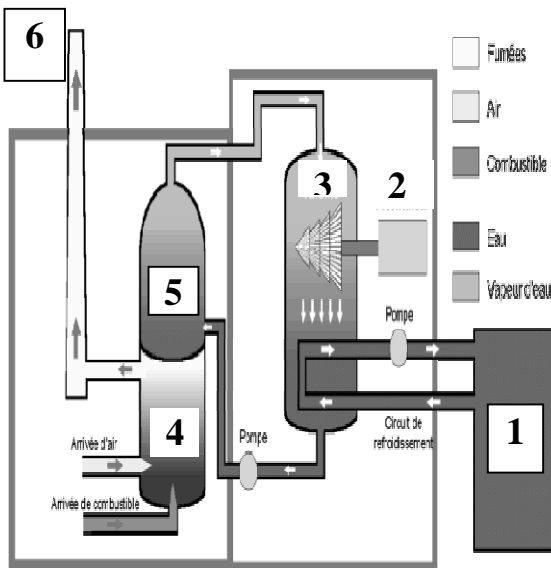 6
Fumées
Air
Combustible
Eau
Vapeur d'eau
3
2
5
Pompe
4
1
Arrivée d'air
Pompe
Circuit de
refroidissement
Arrivée de combustible